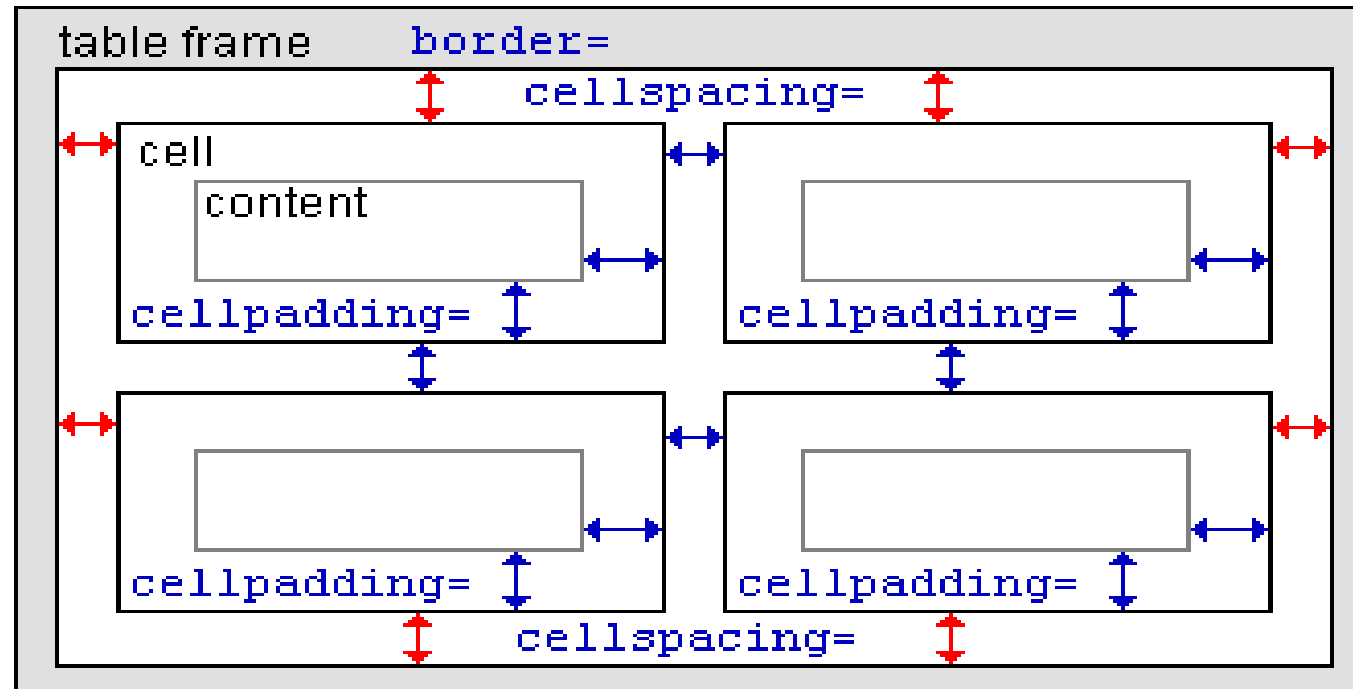 table frame border=
cellspacing=
cell
content
cellpadding= cellpadding=
cellpadding= cellpadding=
cellspacing=